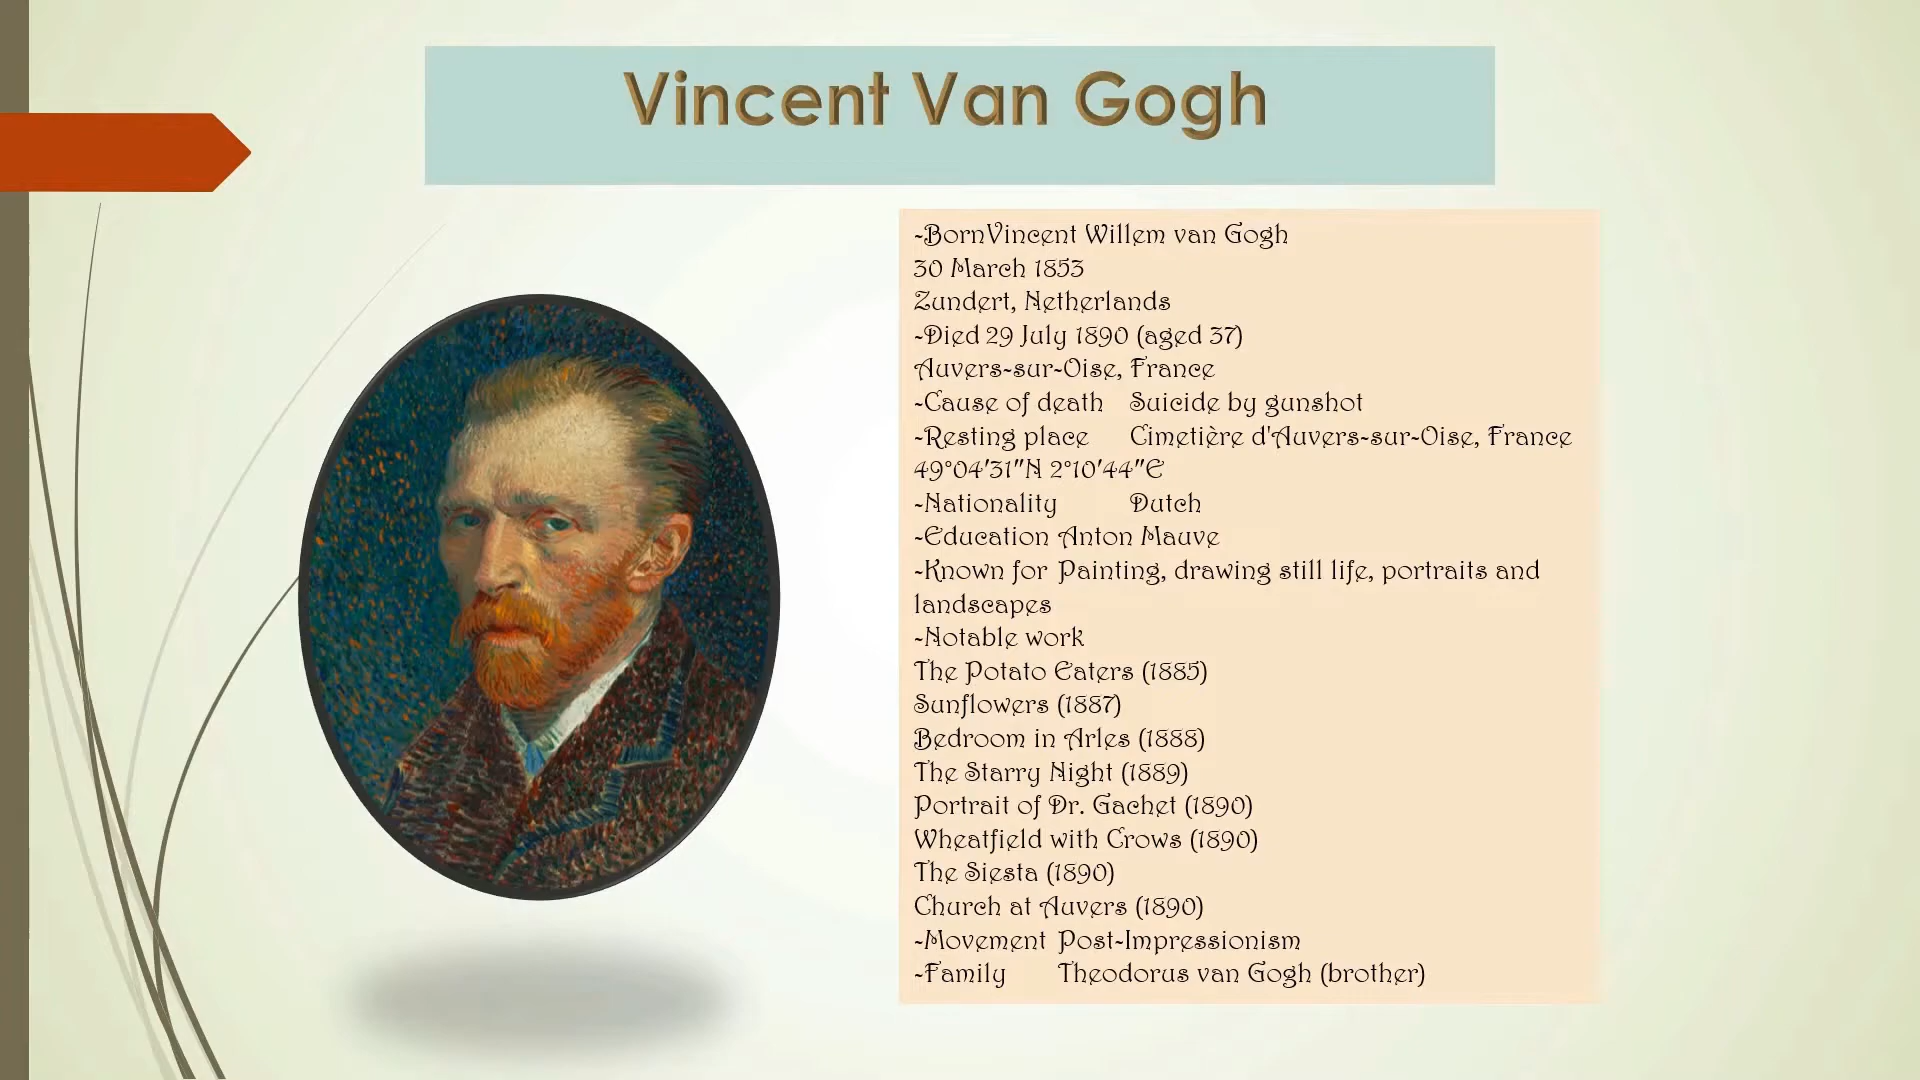 Vincent Van Gogh
-BornVincent Willem van Gogh
30 March 1853
Zundert, Netherlands
-Died 29 July 1890 (aged 37)
Auvers-sur-Oise, France
-Cause of death Suicide by gunshot
-Resting place Cimetière d'Auvers-sur-Oise, France
49°04′31″N 2°10′44″E
-Nationality Dutch
-Education Anton Mauve
-Known for Painting, drawing still life, portraits and
landscapes
-Notable work
The Potato Eaters (1885)
Sunflowers (1887)
Bedroom in Arles (1888)
The Starry Night (1889)
Portrait of Dr. Gachet (1890)
Wheatfield with Crows (1890)
The Siesta (1890)
Church at Auvers (1890)
-Movement Post-Impressionism
-Family Theodorus van Gogh (brother)